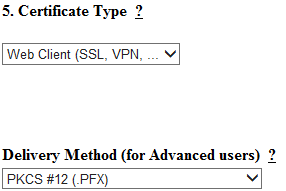 5. Certificate Type ?
Web Client (SSL, VPN, ...
Delivery Method (for Advanced users) ?
PKCS #12 (.PFX)